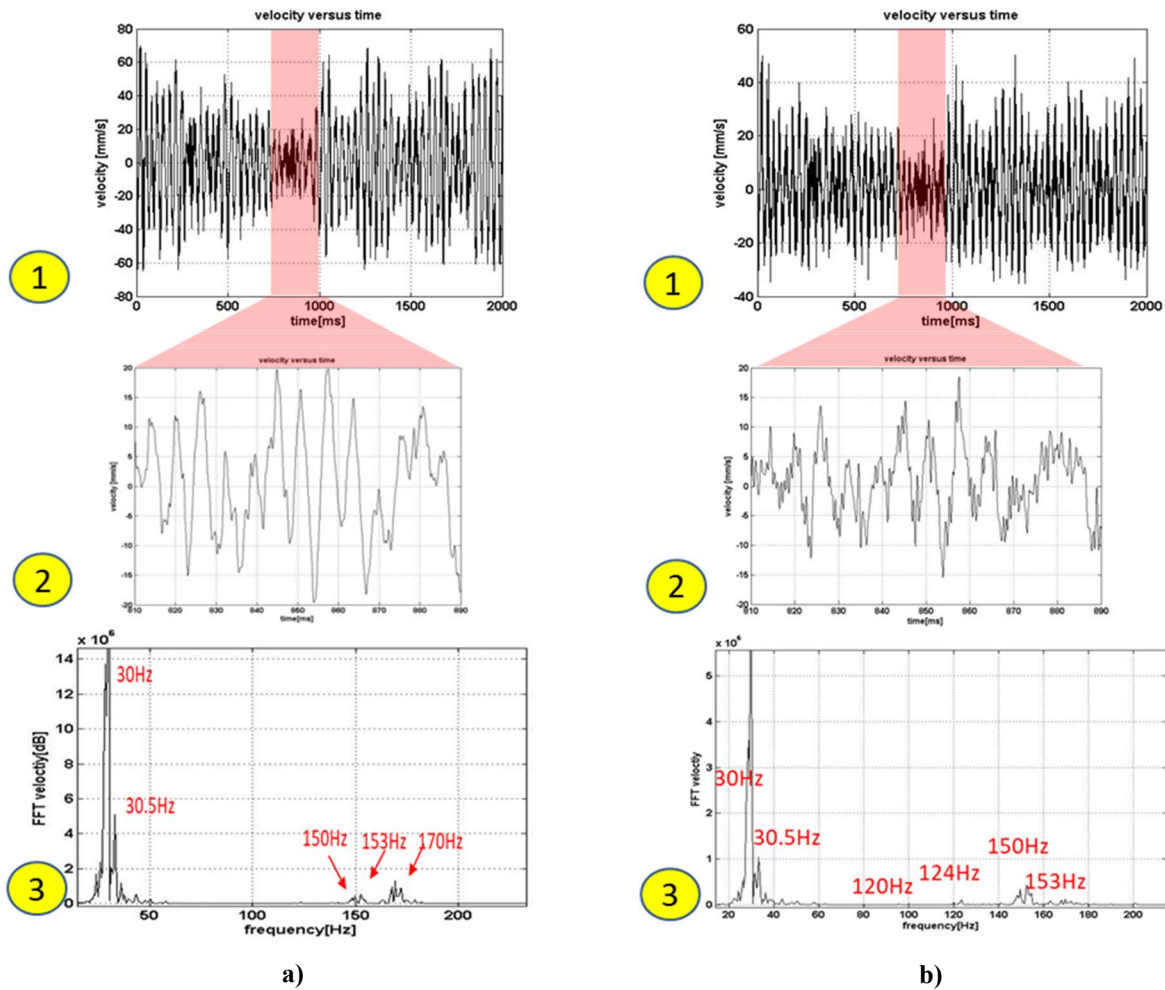 velocity versus time
80
60
40
20
0
-20
-40
-60
-80
velocity [mm/s]
0 500 1000 1500 2000
time[ms]
1
velocity versus time
20
15
10
5
0
-5
-10
-15
-20
velocity [mm/s]
810 820 830 840 850 860 870 880 890
time[ms]
2
x 10^6
14
12
10
8
6
4
2
0
FFT veloctiy[dB]
30Hz
30.5Hz
150Hz 153Hz 170Hz
50 100 150 200
frequency[Hz]
3
a)
velocity versus time
60
40
20
0
-20
-40
velocity [mm/s]
0 500 1000 1500 2000
time[ms]
1
velocity versus time
20
15
10
5
0
-5
-10
-15
-20
velocity [mm/s]
810 820 830 840 850 860 870 880 890
time[ms]
2
x 10^6
5
4
3
2
1
0
FFT veloctiy
30Hz
30.5Hz
120Hz
124Hz
150Hz
153Hz
20 40 60 80 100 120 140 160 180 200
frequency[Hz]
3
b)